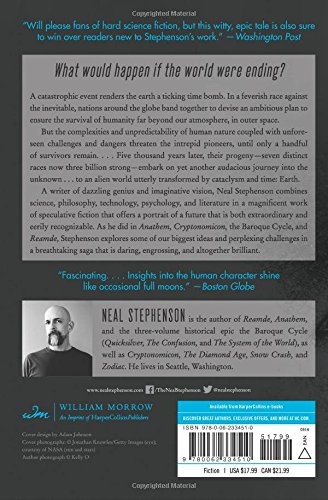 "Will please fans of hard science fiction, but this witty, epic tale is also sure
to win over readers new to Stephenson's work." — Washington Post
What would happen if the world were ending?
A catastrophic event renders the earth a ticking time bomb. In a feverish race against
the inevitable, nations around the globe band together to devise an ambitious plan to
ensure the survival of humanity far beyond our atmosphere, in outer space.
But the complexities and unpredictability of human nature coupled with unfore-
seen challenges and dangers threaten the intrepid pioneers, until only a handful
of survivors remain. . . . Five thousand years later, their progeny—seven distinct
races now three billion strong—embark on yet another audacious journey into the
unknown . . . to an alien world utterly transformed by cataclysm and time: Earth.
A writer of dazzling genius and imaginative vision, Neal Stephenson combines
science, philosophy, technology, psychology, and literature in a magnificent work
of speculative fiction that offers a portrait of a future that is both extraordinary and eerily
recognizable. As he did in Anathem, Cryptonomicon, the Baroque Cycle, and
Reamde, Stephenson explores some of our biggest ideas and perplexing challenges in
a breathtaking saga that is daring, engrossing, and altogether brilliant.
"Fascinating. . . . Insights into the human character shine
like occasional full moons." —Boston Globe
NEAL STEPHENSON is the author of Reamde, Anathem,
and the three-volume historical epic the Baroque Cycle
(Quicksilver, The Confusion, and The System of the World), as
well as Cryptonomicon, The Diamond Age, Snow Crash, and
Zodiac. He lives in Seattle, Washington.
www.nealstephenson.com
/TheNealStephenson
@nealstephenson
wm
WILLIAM MORROW
An Imprint of HarperCollinsPublishers
Cover design by Adam Johnson
Cover photographs: © Jonathan Knowles/Getty Images (eye);
courtesy of NASA (sun and stars)
Author photograph © Kelly O
Available from HarperCollins e-books
DISCOVER GREAT AUTHORS, EXCLUSIVE OFFERS, AND MORE AT HC.COM
ISBN 978-0-06-233451-0
0516
51799
9 780062 334510
Fiction | USA $17.99 CAN $21.99